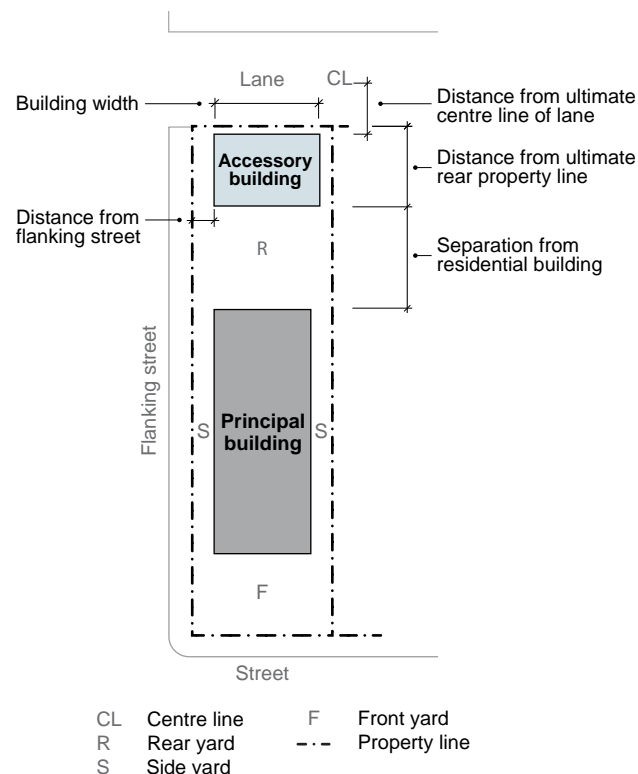 Lane
CL
Building width
Distance from ultimate
centre line of lane
Accessory
building
Distance from ultimate
rear property line
Distance from
flanking street
R
Separation from
residential building
Flanking street
S
Principal
building
S
F
Street
CL Centre line
F Front yard
R Rear yard
Property line
S Side yard